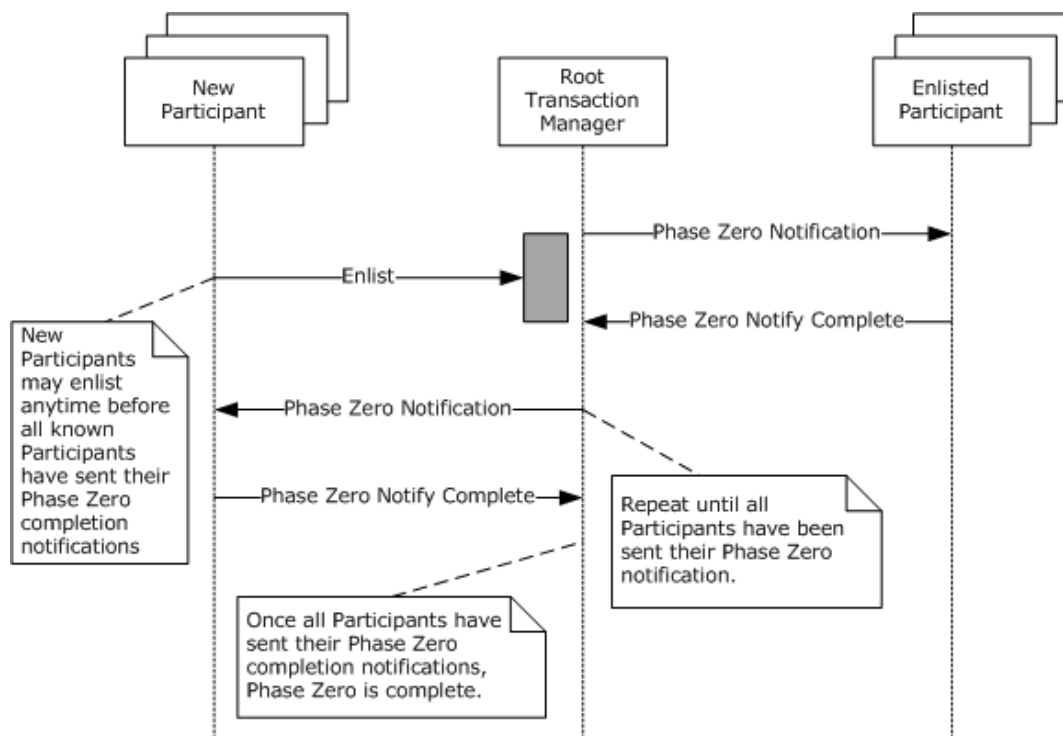 New
Participant
Root
Transaction
Manager
Enlisted
Participant
Phase Zero Notification
Enlist
Phase Zero Notify Complete
New
Participants
may enlist
anytime before
all known
Participants
have sent their
Phase Zero
completion
notifications
Phase Zero Notification
Phase Zero Notify Complete
Repeat until all
Participants have been
sent their Phase Zero
notification.
Once all Participants have
sent their Phase Zero
completion notifications,
Phase Zero is complete.